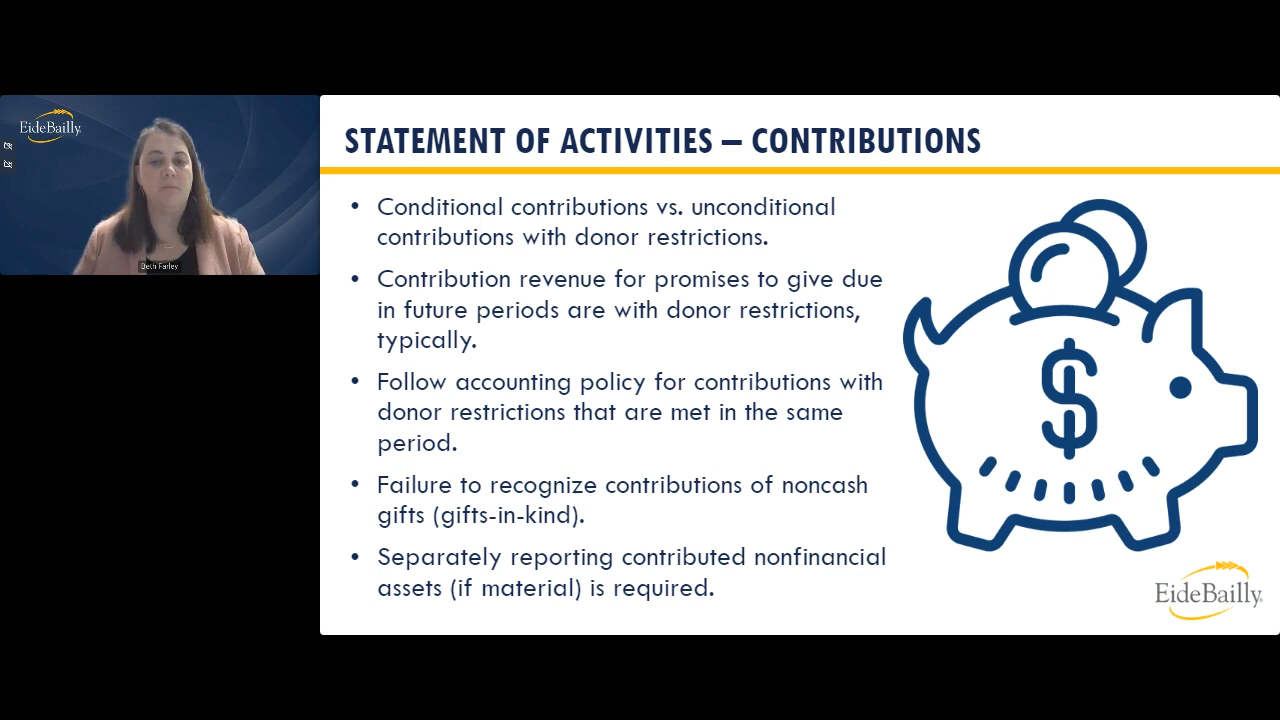 EideBailly
Beth Farley
STATEMENT OF ACTIVITIES – CONTRIBUTIONS
• Conditional contributions vs. unconditional
contributions with donor restrictions.
• Contribution revenue for promises to give due
in future periods are with donor restrictions,
typically.
• Follow accounting policy for contributions with
donor restrictions that are met in the same
period.
• Failure to recognize contributions of noncash
gifts (gifts-in-kind).
• Separately reporting contributed nonfinancial
assets (if material) is required.
$
EideBailly®